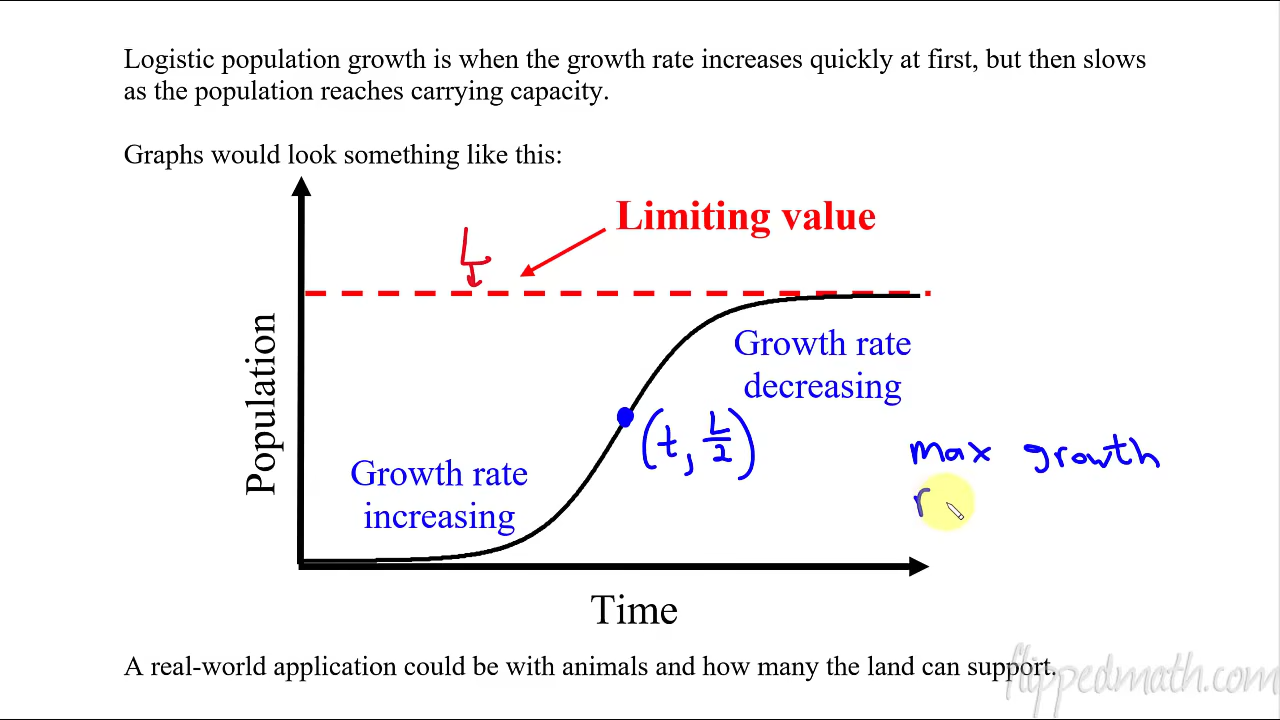 Logistic population growth is when the growth rate increases quickly at first, but then slows
as the population reaches carrying capacity.
Graphs would look something like this:
Limiting value
L
Population
Growth rate
decreasing
(t, L/2)
max growth
r
Growth rate
increasing
Time
A real-world application could be with animals and how many the land can support.
flippedmath.com